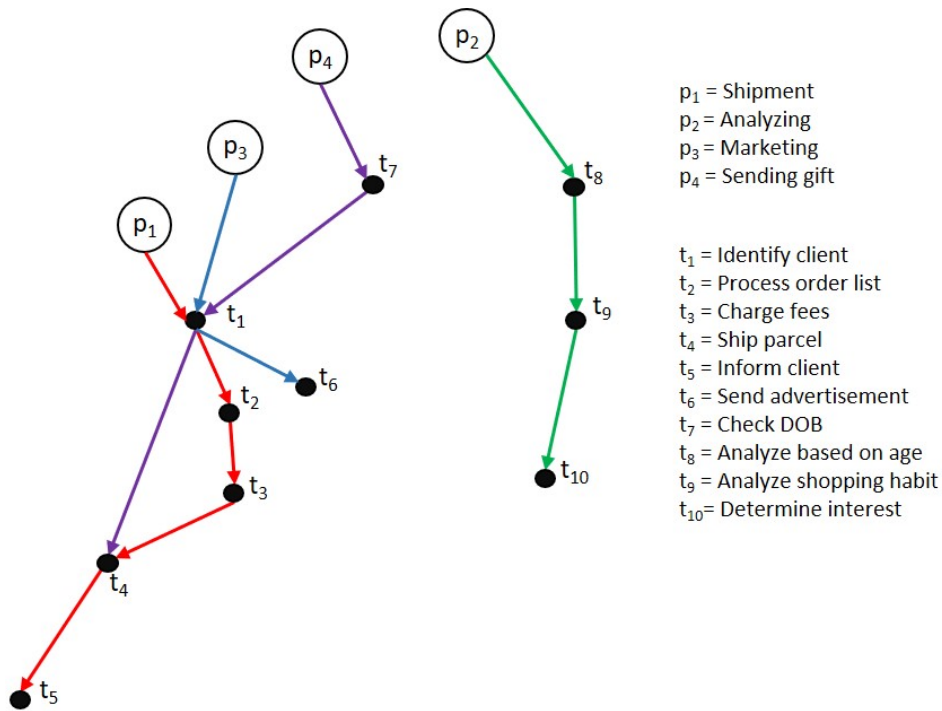 p₂
p₄
p₁ = Shipment
p₂ = Analyzing
p₃ = Marketing
p₄ = Sending gift
p₃
t₇
t₈
p₁
t₁ = Identify client
t₂ = Process order list
t₃ = Charge fees
t₄ = Ship parcel
t₅ = Inform client
t₆ = Send advertisement
t₇ = Check DOB
t₈ = Analyze based on age
t₉ = Analyze shopping habit
t₁₀= Determine interest
t₁
t₉
t₆
t₂
t₃
t₁₀
t₄
t₅